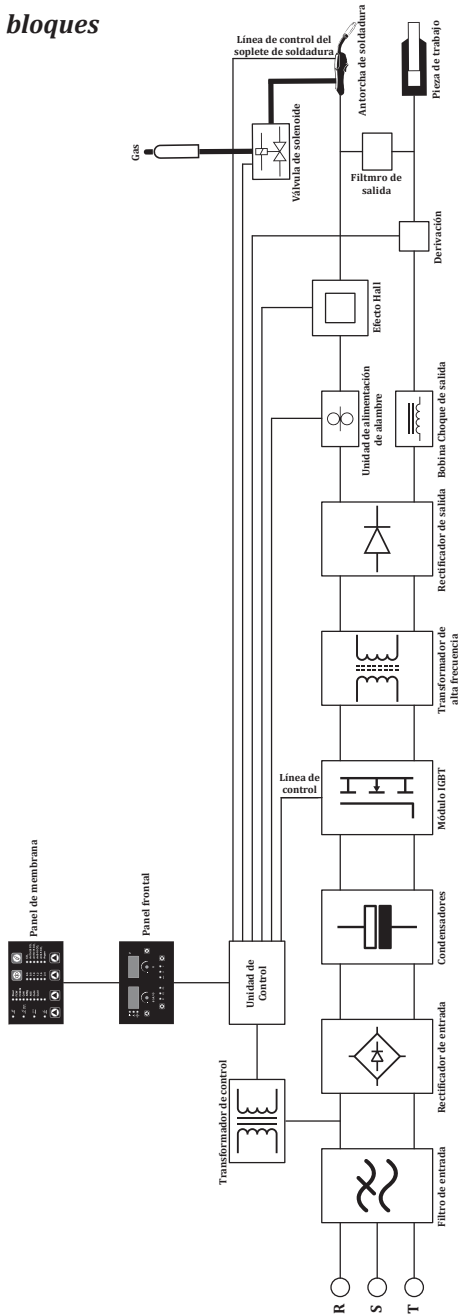 bloques
Línea de control del
soplete de soldadura
Antorcha de soldadura
Pieza de trabajo
Gas
Válvula de solenoide
Filtmro de
salida
Derivación
Efecto Hall
Unidad de alimentación
de alambre
Bobina Choque de salida
Rectificador de salida
Transformador de
alta frecuencia
Línea de
control
Módulo IGBT
Panel de membrana
Panel frontal
Condensadores
Unidad de
Control
Rectificador de entrada
Transformador de control
Filtro de entrada
R
S
T